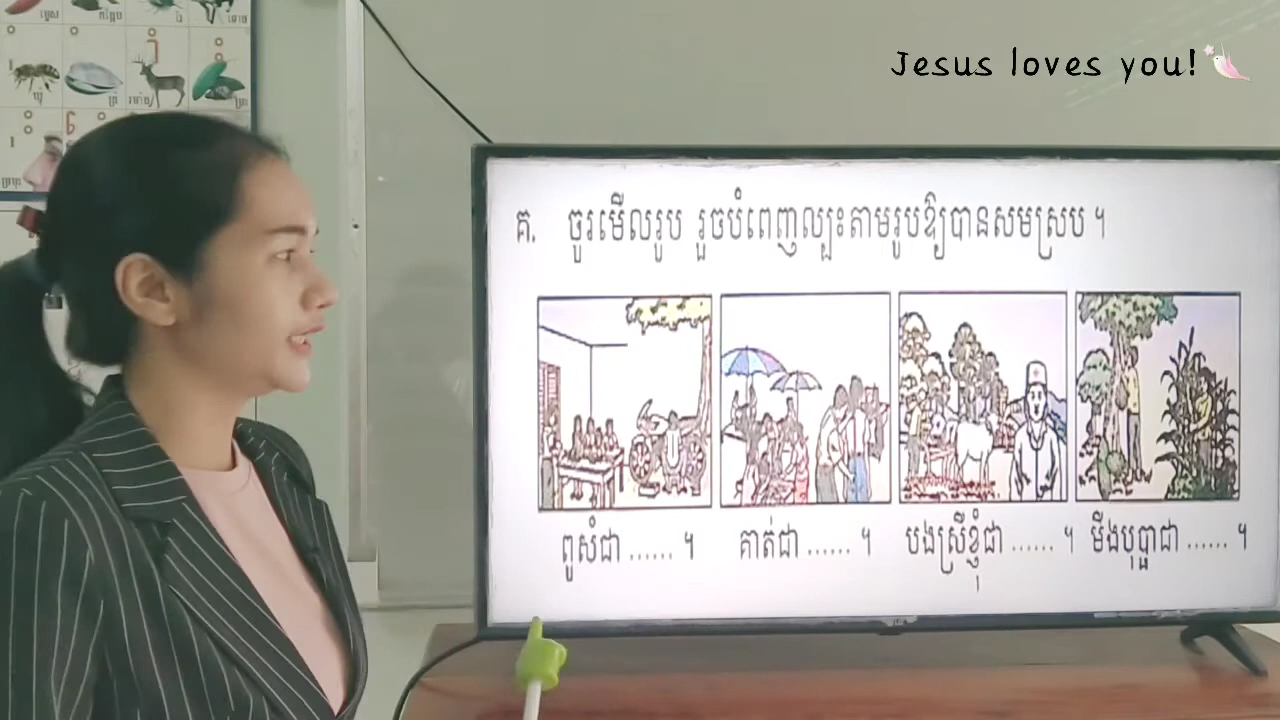 Jesus loves you!
គ. ចូរមើលរូប រួចបំពេញល្បះតាមរូបឱ្យបានសមស្រប ។
ពូសំជា ...... ។ គាត់ជា ...... ។ បងស្រីខ្ញុំជា ...... ។ មីងបុប្ផាជា ...... ។